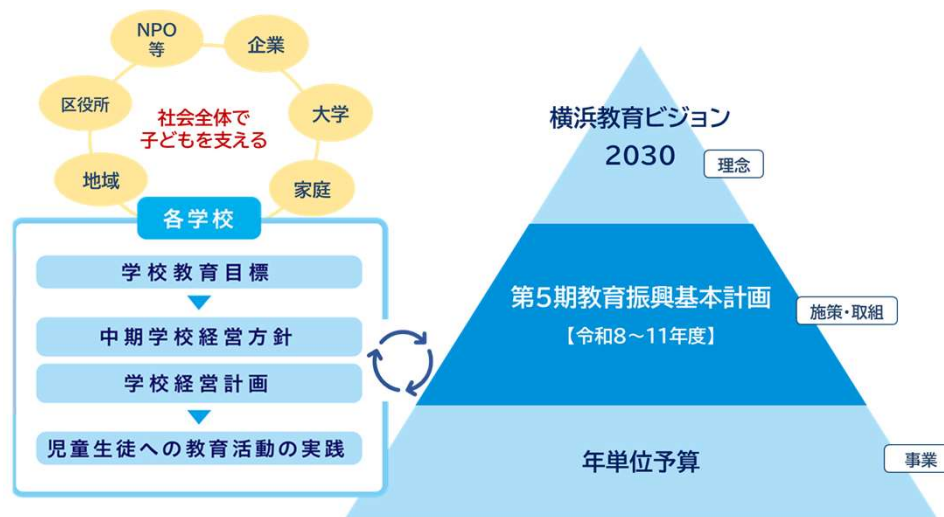 NPO
等
企業
区役所
大学
社会全体で
子どもを支える
地域
家庭
各学校
学校教育目標
中期学校経営方針
学校経営計画
児童生徒への教育活動の実践
横浜教育ビジョン
2030
理念
第5期教育振興基本計画
【令和8~11年度】
施策・取組
年単位予算
事業